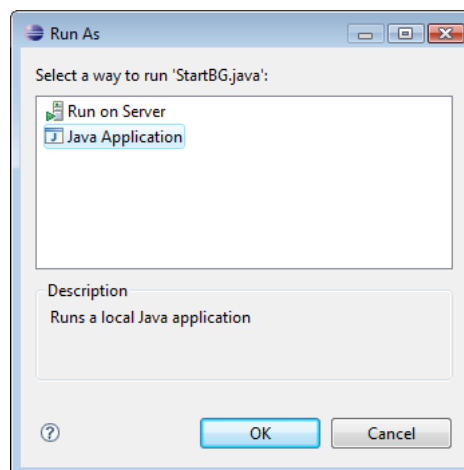 Run As
Select a way to run 'StartBG.java':
Run on Server
Java Application
Description
Runs a local Java application
OK
Cancel